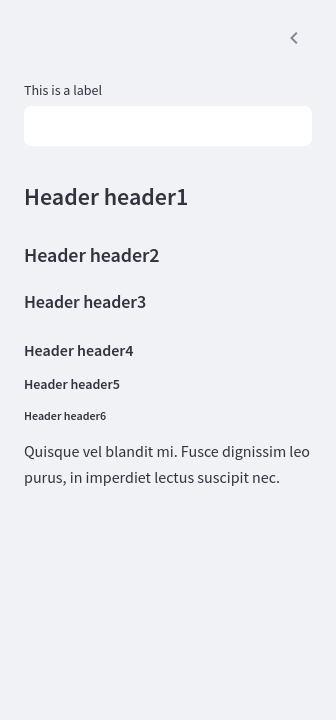 This is a label
Header header1
Header header2
Header header3
Header header4
Header header5
Header header6
Quisque vel blandit mi. Fusce dignissim leo
purus, in imperdiet lectus suscipit nec.